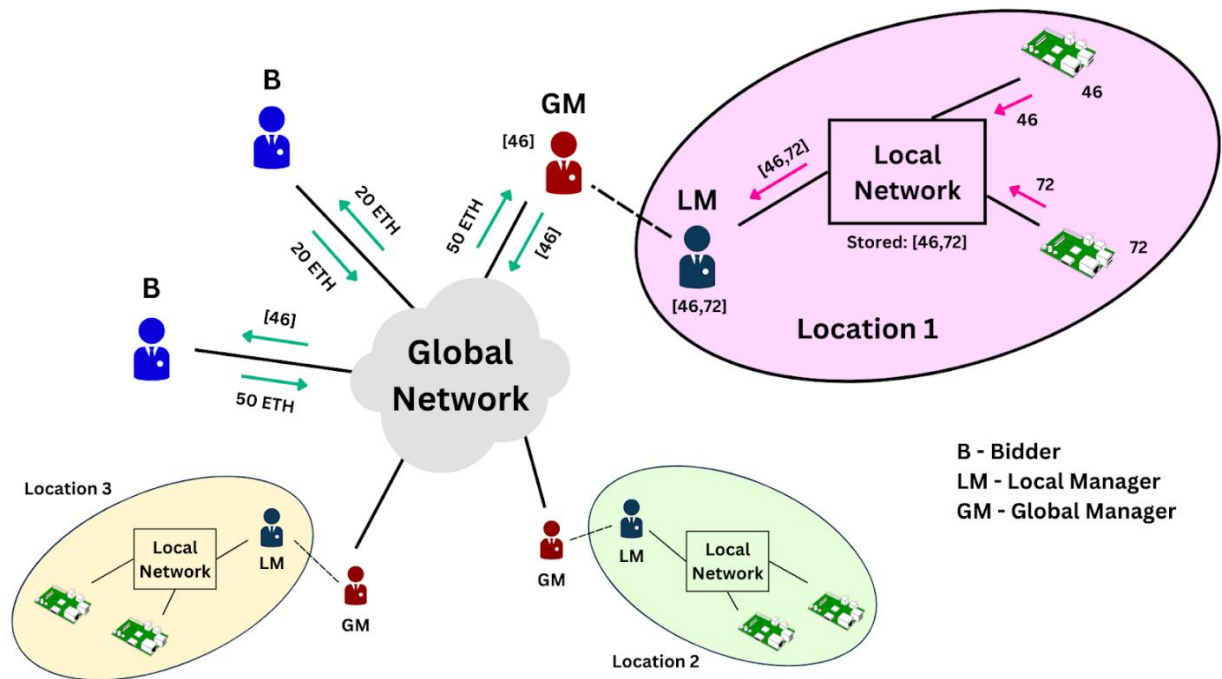 B
GM
[46]
20 ETH
20 ETH
50 ETH
[46]
46
46
Local
Network
[46,72]
72
72
Stored: [46,72]
LM
[46,72]
Location 1
B
[46]
50 ETH
Global
Network
B - Bidder
LM - Local Manager
GM - Global Manager
Location 3
Local
Network
LM
GM
GM
LM
Local
Network
Location 2